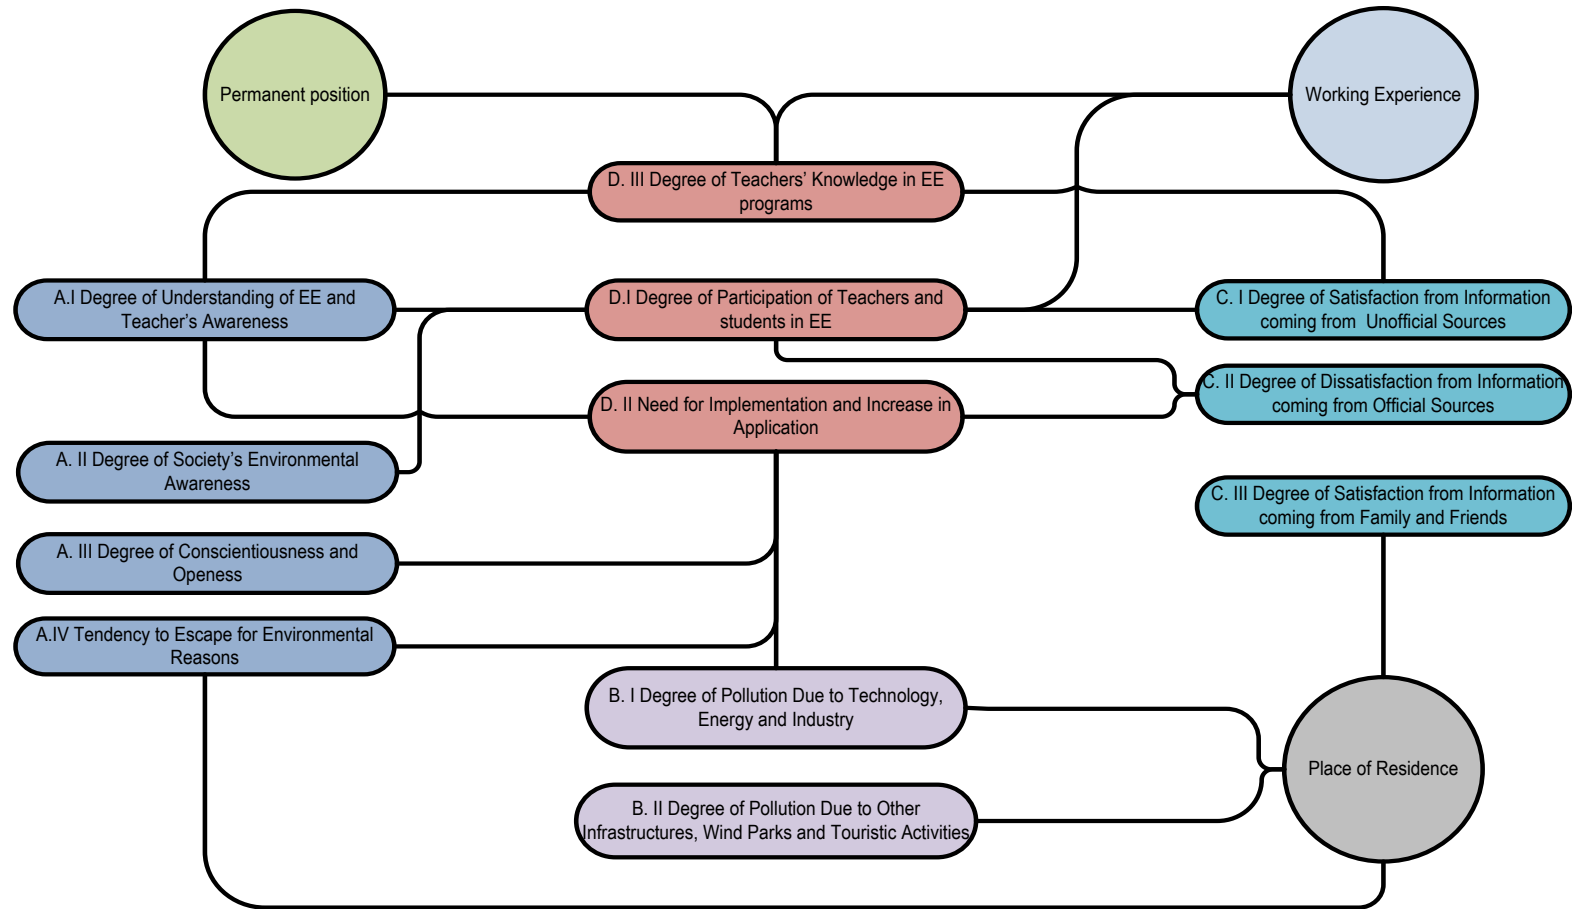 Permanent position
Working Experience
D. III Degree of Teachers’ Knowledge in EE
programs
A.I Degree of Understanding of EE and
Teacher’s Awareness
D.I Degree of Participation of Teachers and
students in EE
C. I Degree of Satisfaction from Information
coming from Unofficial Sources
C. II Degree of Dissatisfaction from Information
coming from Official Sources
D. II Need for Implementation and Increase in
Application
A. II Degree of Society’s Environmental
Awareness
C. III Degree of Satisfaction from Information
coming from Family and Friends
A. III Degree of Conscientiousness and
Openess
A.IV Tendency to Escape for Environmental
Reasons
B. I Degree of Pollution Due to Technology,
Energy and Industry
Place of Residence
B. II Degree of Pollution Due to Other
Infrastructures, Wind Parks and Touristic Activities